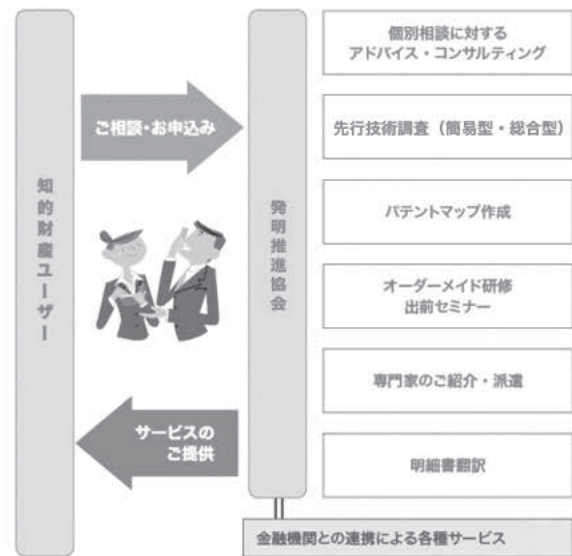 知的財産ユーザー
ご相談・お申込み
サービスの
ご提供
発明推進協会
個別相談に対する
アドバイス・コンサルティング
先行技術調査（簡易型・総合型）
パテントマップ作成
オーダーメイド研修
出前セミナー
専門家のご紹介・派遣
明細書翻訳
金融機関との連携による各種サービス